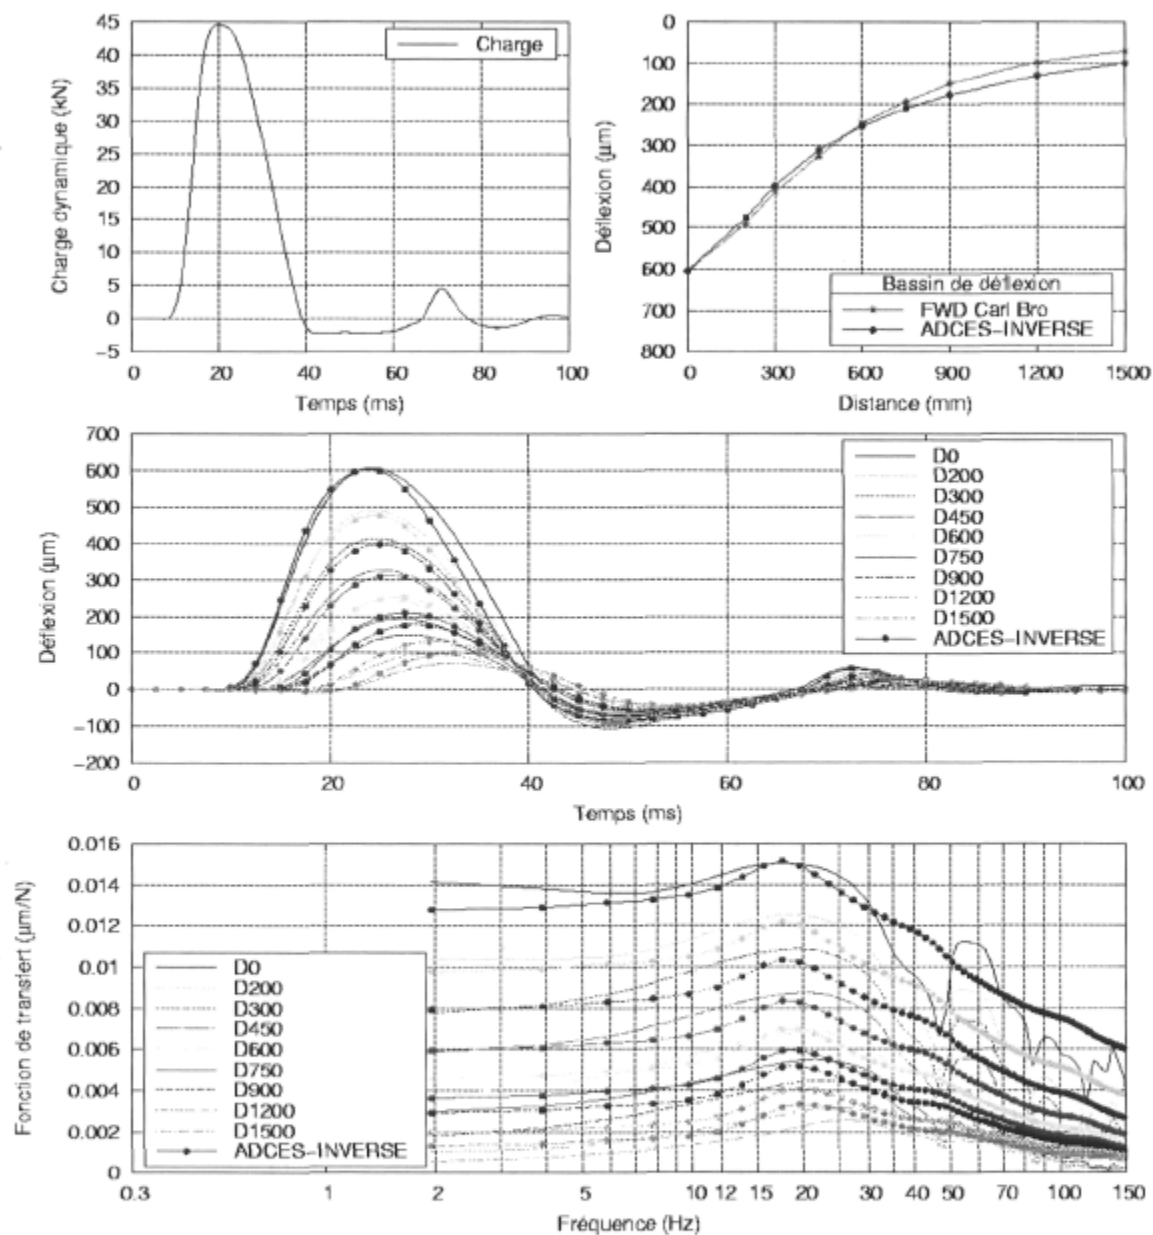 45
40
35
30
25
20
15
10
5
0
−5
Charge dynamique (kN)
Charge
0 20 40 60 80 100
Temps (ms)
0
100
200
300
400
500
600
700
800
Déflexion (µm)
Bassin de déflexion
FWD Carl Bro
ADCES−INVERSE
0 300 600 900 1200 1500
Distance (mm)
700
600
500
400
300
200
100
0
−100
−200
Déflexion (µm)
D0
D200
D300
D450
D600
D750
D900
D1200
D1500
ADCES−INVERSE
0 20 40 60 80 100
Temps (ms)
0.016
0.014
0.012
0.01
0.008
0.006
0.004
0.002
0
Fonction de transfert (µm/N)
D0
D200
D300
D450
D600
D750
D900
D1200
D1500
ADCES−INVERSE
0.3 1 2 5 10 12 15 20 30 40 50 70 100 150
Fréquence (Hz)